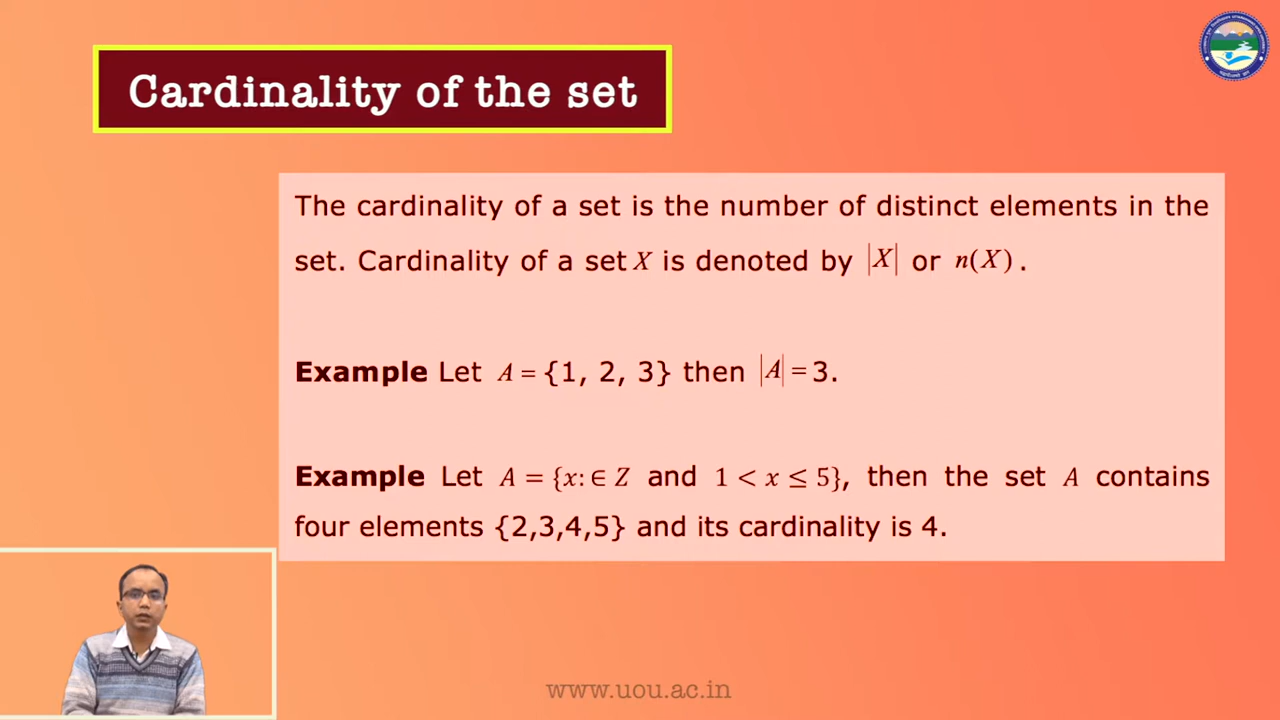 Cardinality of the set
The cardinality of a set is the number of distinct elements in the
set. Cardinality of a set X is denoted by |X| or n(X) .
Example Let A = {1, 2, 3} then |A| = 3.
Example Let A = {x: ∈ Z and 1 < x ≤ 5}, then the set A contains
four elements {2,3,4,5} and its cardinality is 4.
www.uou.ac.in